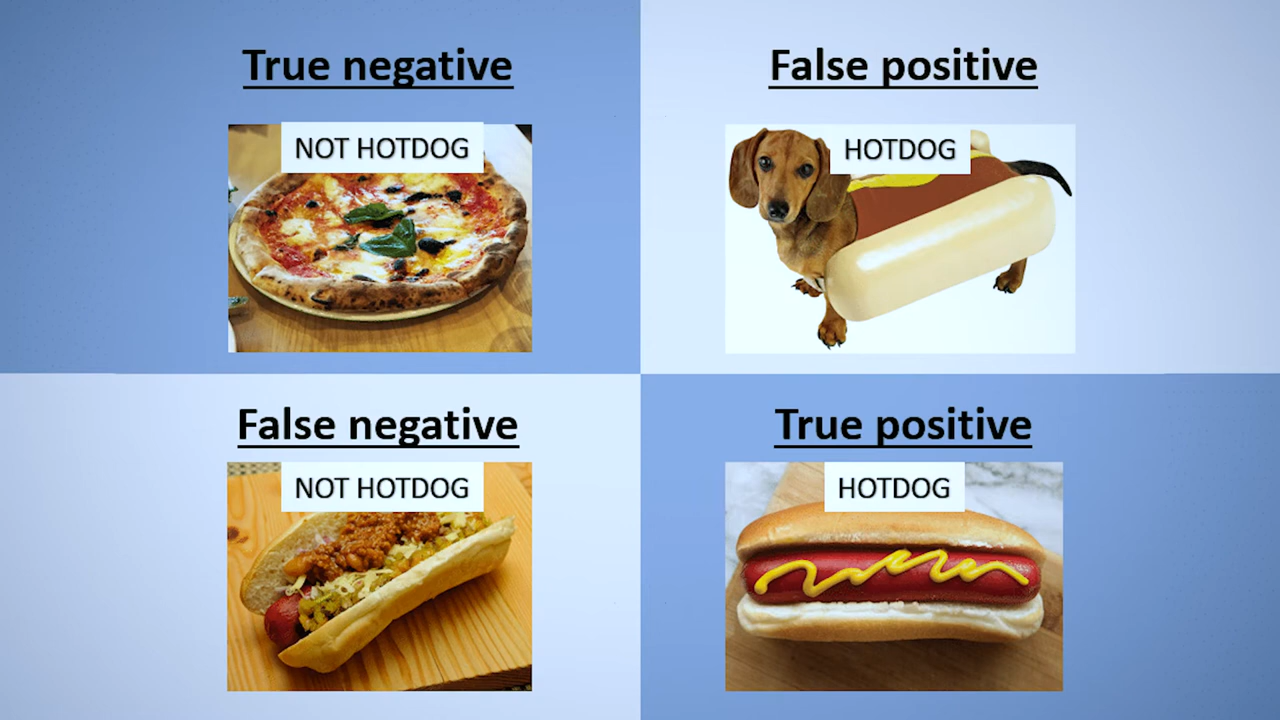 True negative
NOT HOTDOG
False positive
HOTDOG
False negative
NOT HOTDOG
True positive
HOTDOG